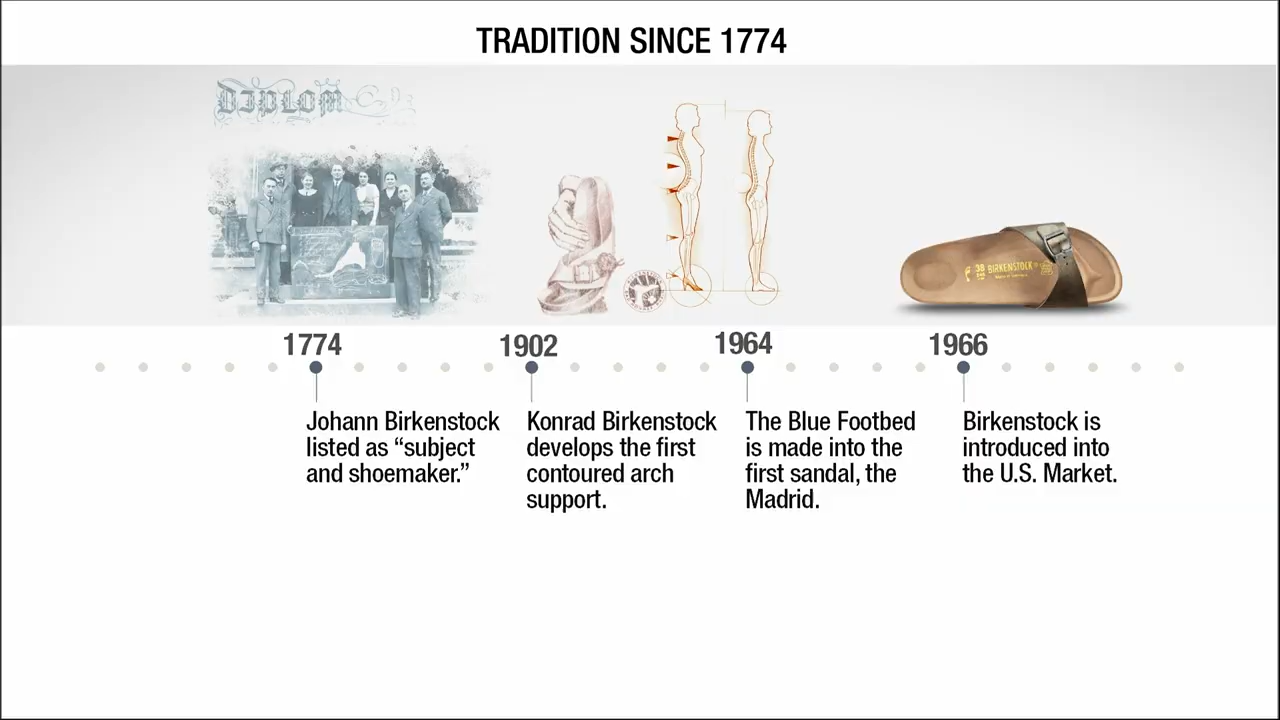 TRADITION SINCE 1774
Diplom
38
BIRKENSTOCK
1774
1902
1964
1966
Johann Birkenstock
listed as “subject
and shoemaker.”
Konrad Birkenstock
develops the first
contoured arch
support.
The Blue Footbed
is made into the
first sandal, the
Madrid.
Birkenstock is
introduced into
the U.S. Market.